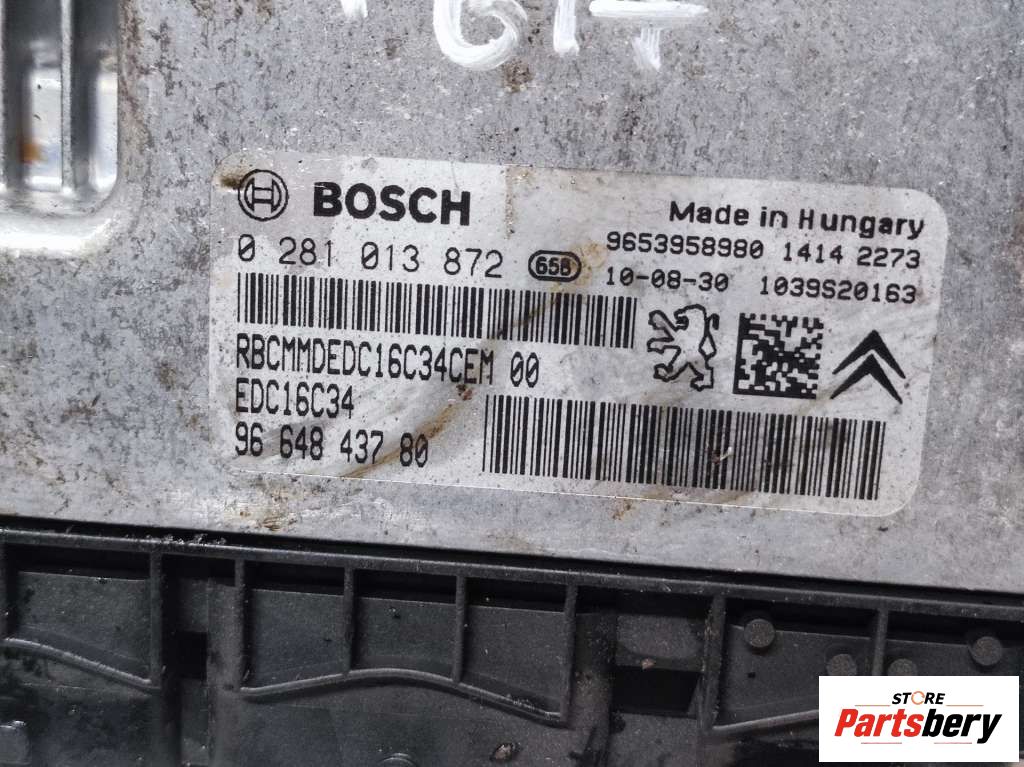 BOSCH
Made in Hungary
0 281 013 872 658
9653958980 1414 2273
10-08-30 1039S20163
RBCMMDEDC16C34CEM 00
EDC16C34
96 648 437 80
STORE
Partsbery